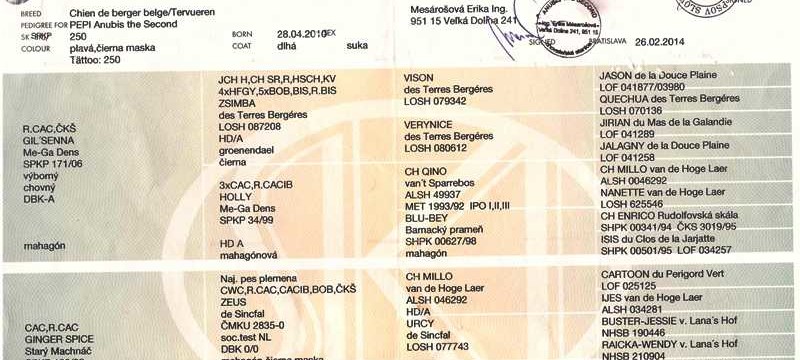 BREED Chien de berger belge/Tervueren
PEDIGREE FOR PEPI Anubis the Second
250
COLOUR plavá,čierna maska
Táttoo: 250
BORN 28.04.2010
SEX suka
COAT dlhá
Mesárošová Erika Ing.
951 15 Veľká Dolina 241
SIGNED BRATISLAVA 26.02.2014
R.CAC,ČKŠ
GIL'SENNA
Me-Ga Dens
SPKP 171/06
výborný
chovný
DBK-A
mahagón
JCH H,CH SR,R,HSCH,KV
4xHFGY,5xBOB,BIS,R.BIS
ZSIMBA
des Terres Bergéres
LOSH 087208
HD/A
groenendael
čierna
3xCAC,R.CACIB
HOLLY
Me-Ga Dens
SPKP 34/99
HD A
mahagónová
VISON
des Terres Bergéres
LOSH 079342
VERYNICE
des Terres Bergéres
LOSH 080612
CH QINO
van't Sparrebos
ALSH 49937
MET 1993/92 IPO I,II,III
BLU-BEY
Barnacký prameň
SHPK 00627/98
mahagón
JASON de la Douce Plaine
LOF 041877/03980
QUECHUA des Terres Bergéres
LOSH 070136
JIRIAN du Mas de la Galandie
LOF 041289
JALAGNY de la Douce Plaine
LOF 041258
CH MILLO van de Hoge Laer
ALSH 0046292
NANETTE van de Hoge Laer
LOSH 625546
CH ENRICO Rudolfovská skála
SHPK 00341/94 ČKS 3019/95
ISIS du Clos de la Jarjatte
SHPK 00501/95 LOF 034257
CAC,R.CAC
GINGER SPICE
Starý Machnáč
Naj. pes plemena
CWC,R.CAC,CACIB,BOB,ČKŠ
ZEUS
de Sincfal
ČMKU 2835-0
soc.test NL
DBK 0/0
mahagón čierna maska
CH MILLO
van de Hoge Laer
ALSH 046292
HD/A
URCY
de Sincfal
LOSH 077743
CARTOON du Perigord Vert
LOF 025125
IJES van de Hoge Laer
ALSH 034281
BUSTER-JESSIE v. Lana's Hof
NHSB 190446
RAICKA-WENDY v. Lana's Hof
NHSB 210904